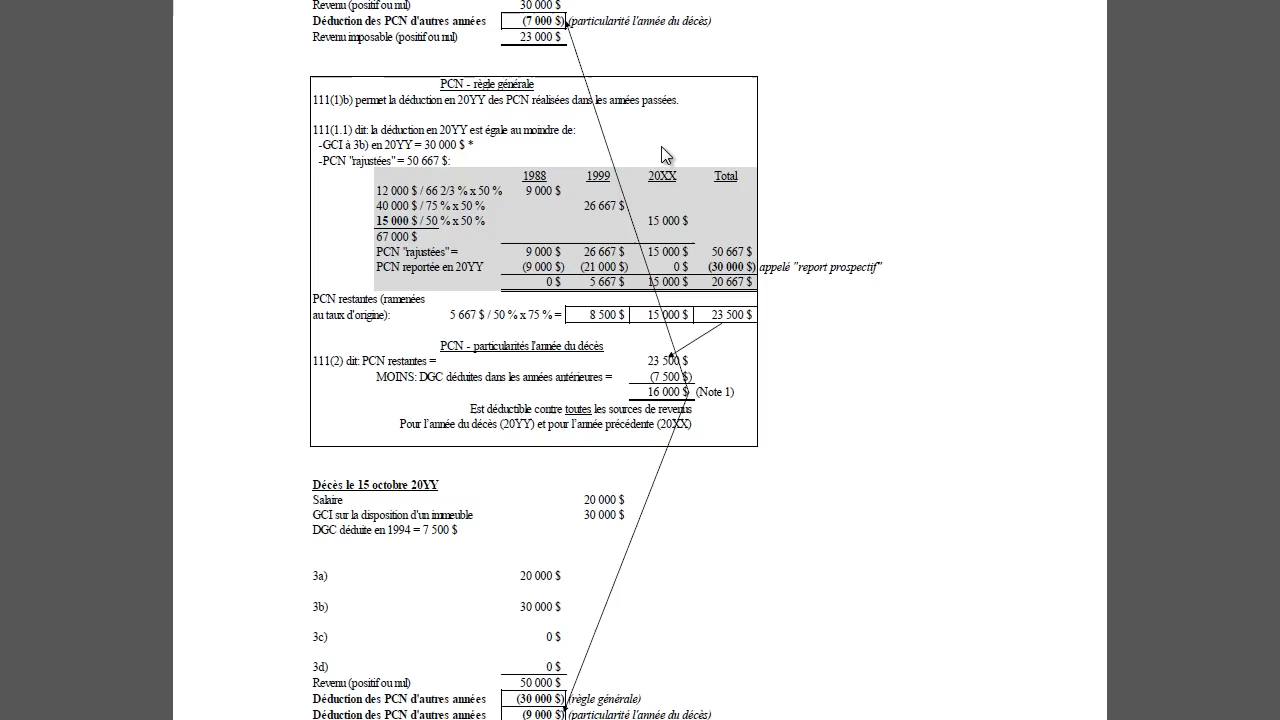 Revenu (positif ou nul) 30 000 $
Déduction des PCN d'autres années (7 000 $) (particularité l'année du décès)
Revenu imposable (positif ou nul) 23 000 $
PCN - règle générale
111(1)b) permet la déduction en 20YY des PCN réalisées dans les années passées.
111(1.1) dit: la déduction en 20YY est égale au moindre de:
-GCI à 3b) en 20YY = 30 000 $ *
-PCN "rajustées" = 50 667 $:
1988 1999 20XX Total
12 000 $ / 66 2/3 % x 50 % 9 000 $
40 000 $ / 75 % x 50 % 26 667 $
15 000 $ / 50 % x 50 % 15 000 $
67 000 $
PCN "rajustées" = 9 000 $ 26 667 $ 15 000 $ 50 667 $
PCN reportée en 20YY (9 000 $) (21 000 $) 0 $ (30 000 $) appelé "report prospectif"
0 $ 5 667 $ 15 000 $ 20 667 $
PCN restantes (ramenées
au taux d'origine): 5 667 $ / 50 % x 75 % = 8 500 $ 15 000 $ 23 500 $
PCN - particularités l'année du décès
111(2) dit: PCN restantes = 23 500 $
MOINS: DGC déduites dans les années antérieures = (7 500 $)
16 000 $ (Note 1)
Est déductible contre toutes les sources de revenus
Pour l'année du décès (20YY) et pour l'année précédente (20XX)
Décès le 15 octobre 20YY
Salaire 20 000 $
GCI sur la disposition d'un immeuble 30 000 $
DGC déduite en 1994 = 7 500 $
3a) 20 000 $
3b) 30 000 $
3c) 0 $
3d) 0 $
Revenu (positif ou nul) 50 000 $
Déduction des PCN d'autres années (30 000 $) (règle générale)
Déduction des PCN d'autres années (9 000 $) (particularité l'année du décès)